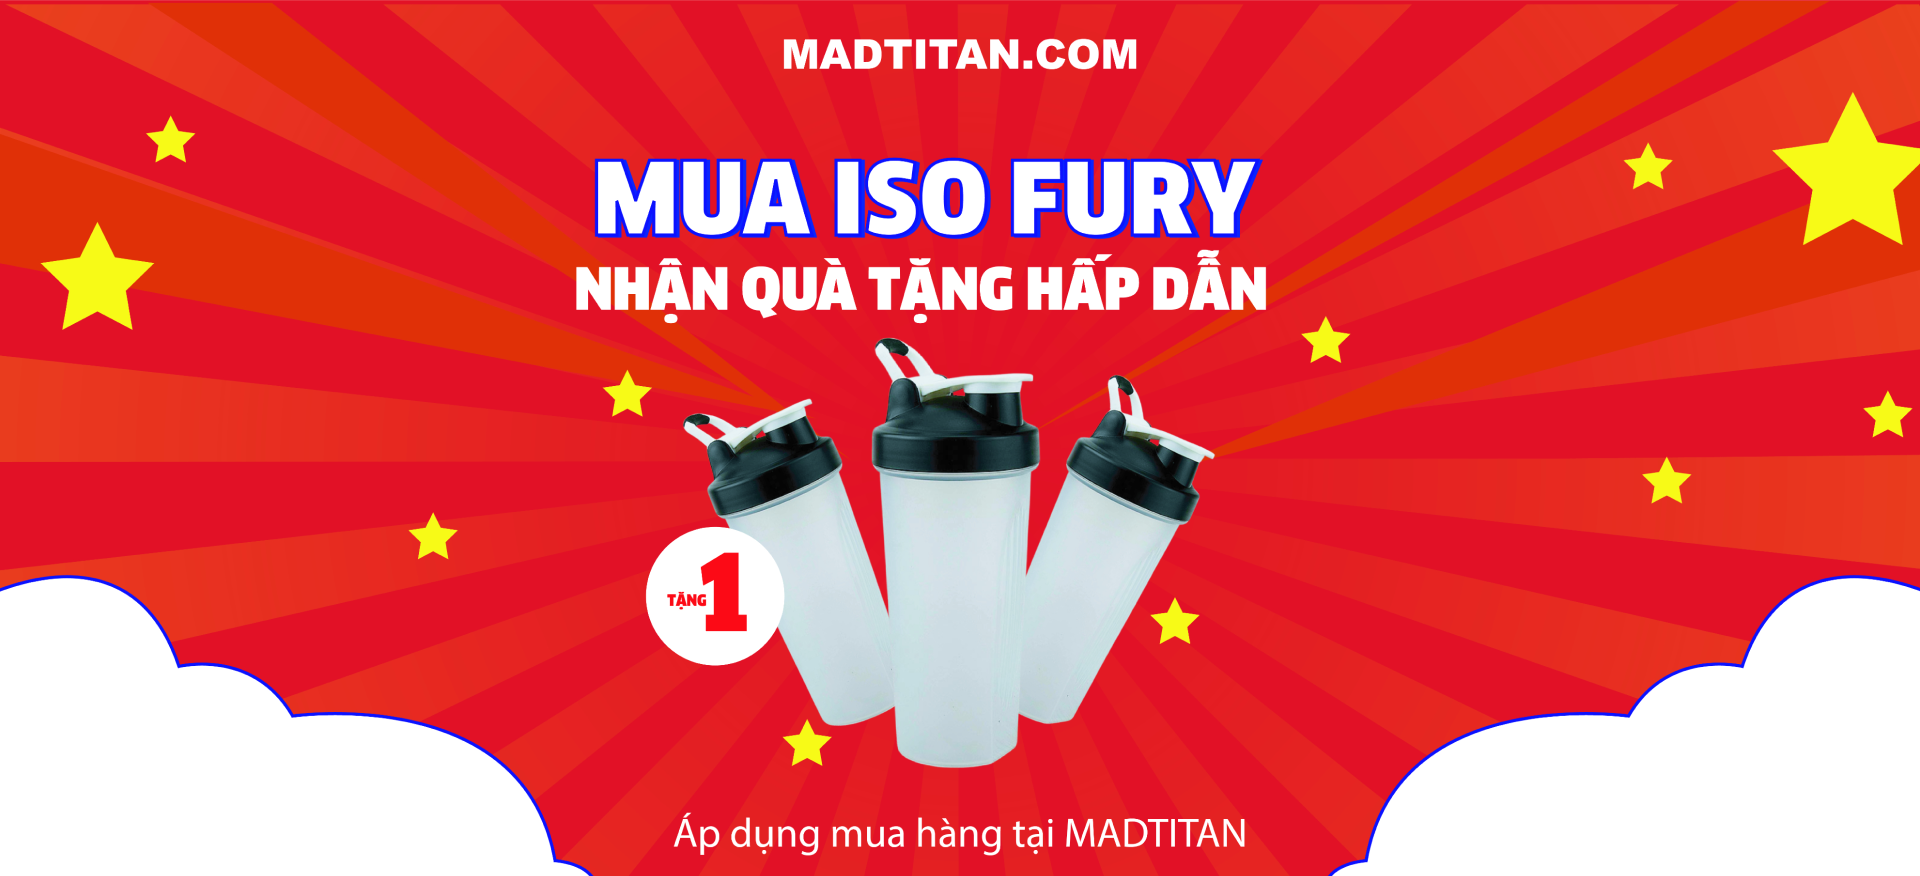 MADTITAN.COM
MUA ISO FURY
NHẬN QUÀ TẶNG HẤP DẪN
TẶNG 1
Áp dụng mua hàng tại MADTITAN